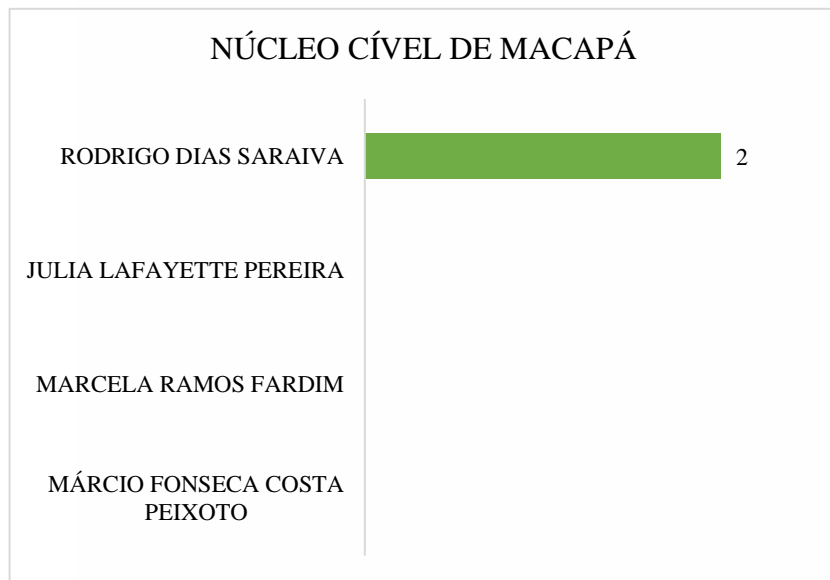 NÚCLEO CÍVEL DE MACAPÁ
RODRIGO DIAS SARAIVA 2
JULIA LAFAYETTE PEREIRA
MARCELA RAMOS FARDIM
MÁRCIO FONSECA COSTA
PEIXOTO